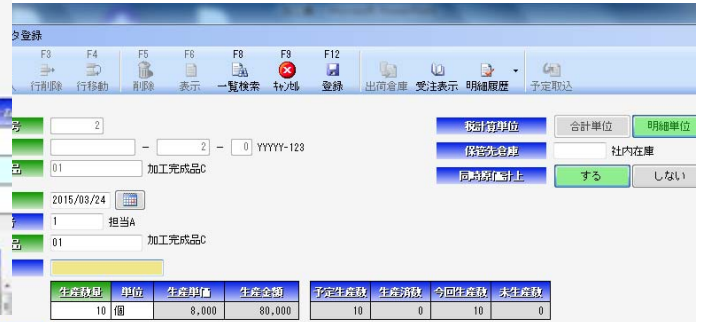 タ登録
F3 F4 F5 F6 F8 F9 F12
行削除 行移動 削除 表示 一覧検索 ｷｬﾝｾﾙ 登録 出荷倉庫 受注表示 明細履歴 予定取込
号 2 税計算単位 合計単位 明細単位
- 2 - 0 YYYYY-123 保管先倉庫 社内在庫
品 01 加工完成品C 同時原価計上 する しない
2015/03/24
号 1 担当A
品 01 加工完成品C
生産数量 単位 生産単価 生産金額 予定生産数 生産済数 今回生産数 未生産数
10 個 8,000 80,000 10 0 10 0